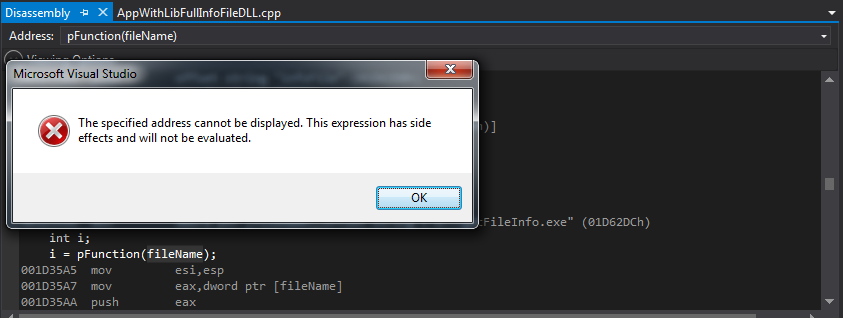 Disassembly
AppWithLibFullInfoFileDLL.cpp
Address: pFunction(fileName)
Viewing Options
Microsoft Visual Studio
The specified address cannot be displayed. This expression has side
effects and will not be evaluated.
)]
OK
FileInfo.exe" (01D62DCh)
int i;
i = pFunction(fileName);
001D35A5 mov esi,esp
001D35A7 mov eax,dword ptr [fileName]
001D35AA push eax